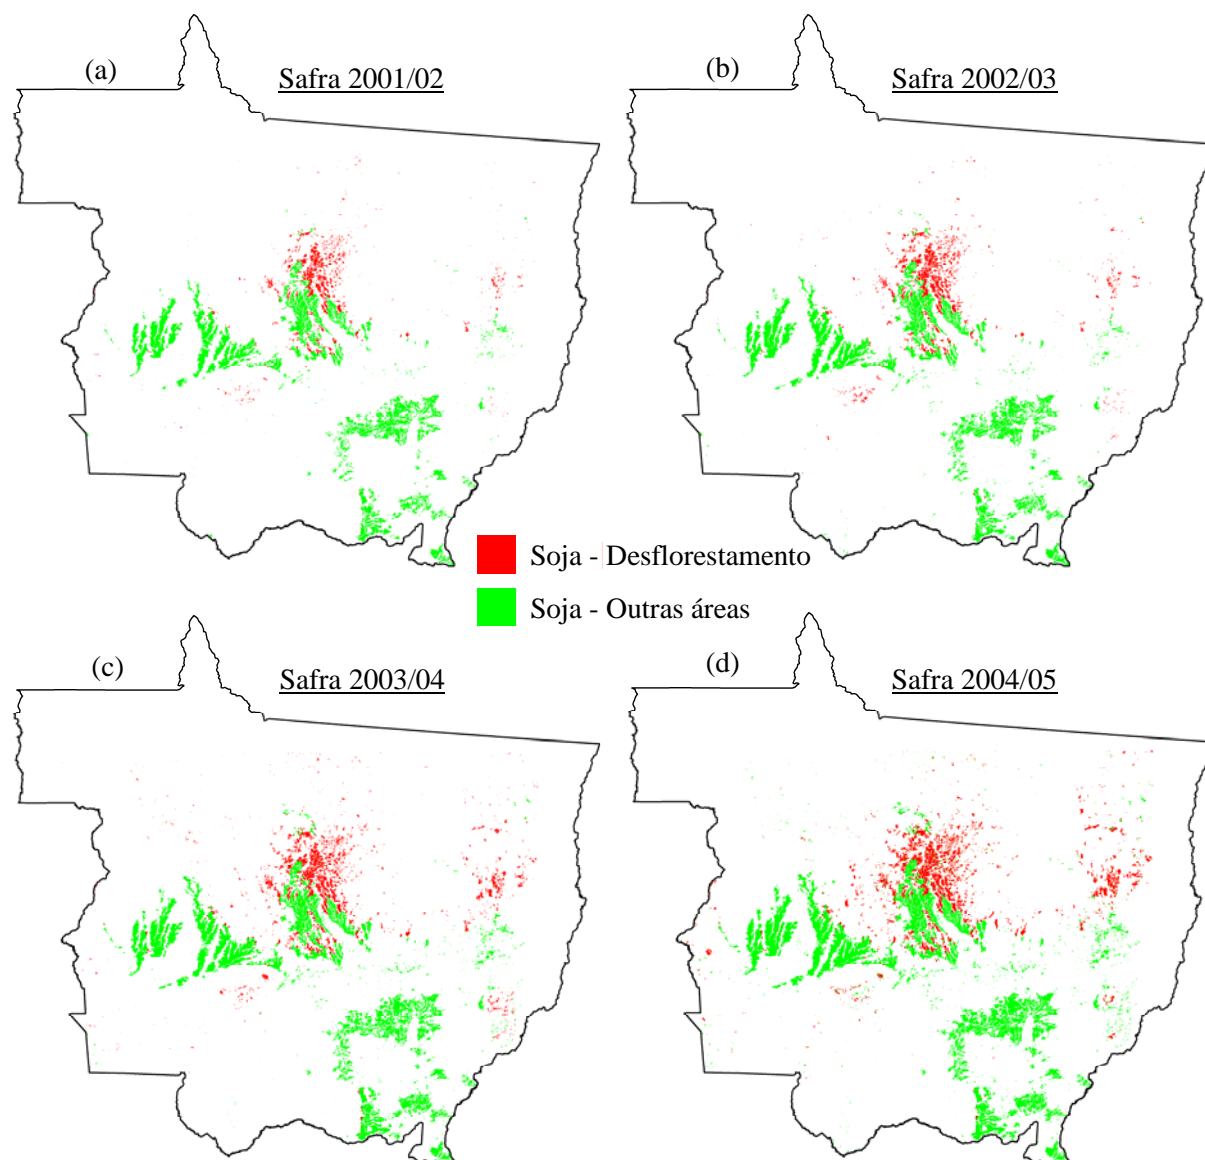 (a)
Safra 2001/02
(b)
Safra 2002/03
Soja - Desflorestamento
Soja - Outras áreas
(c)
Safra 2003/04
(d)
Safra 2004/05